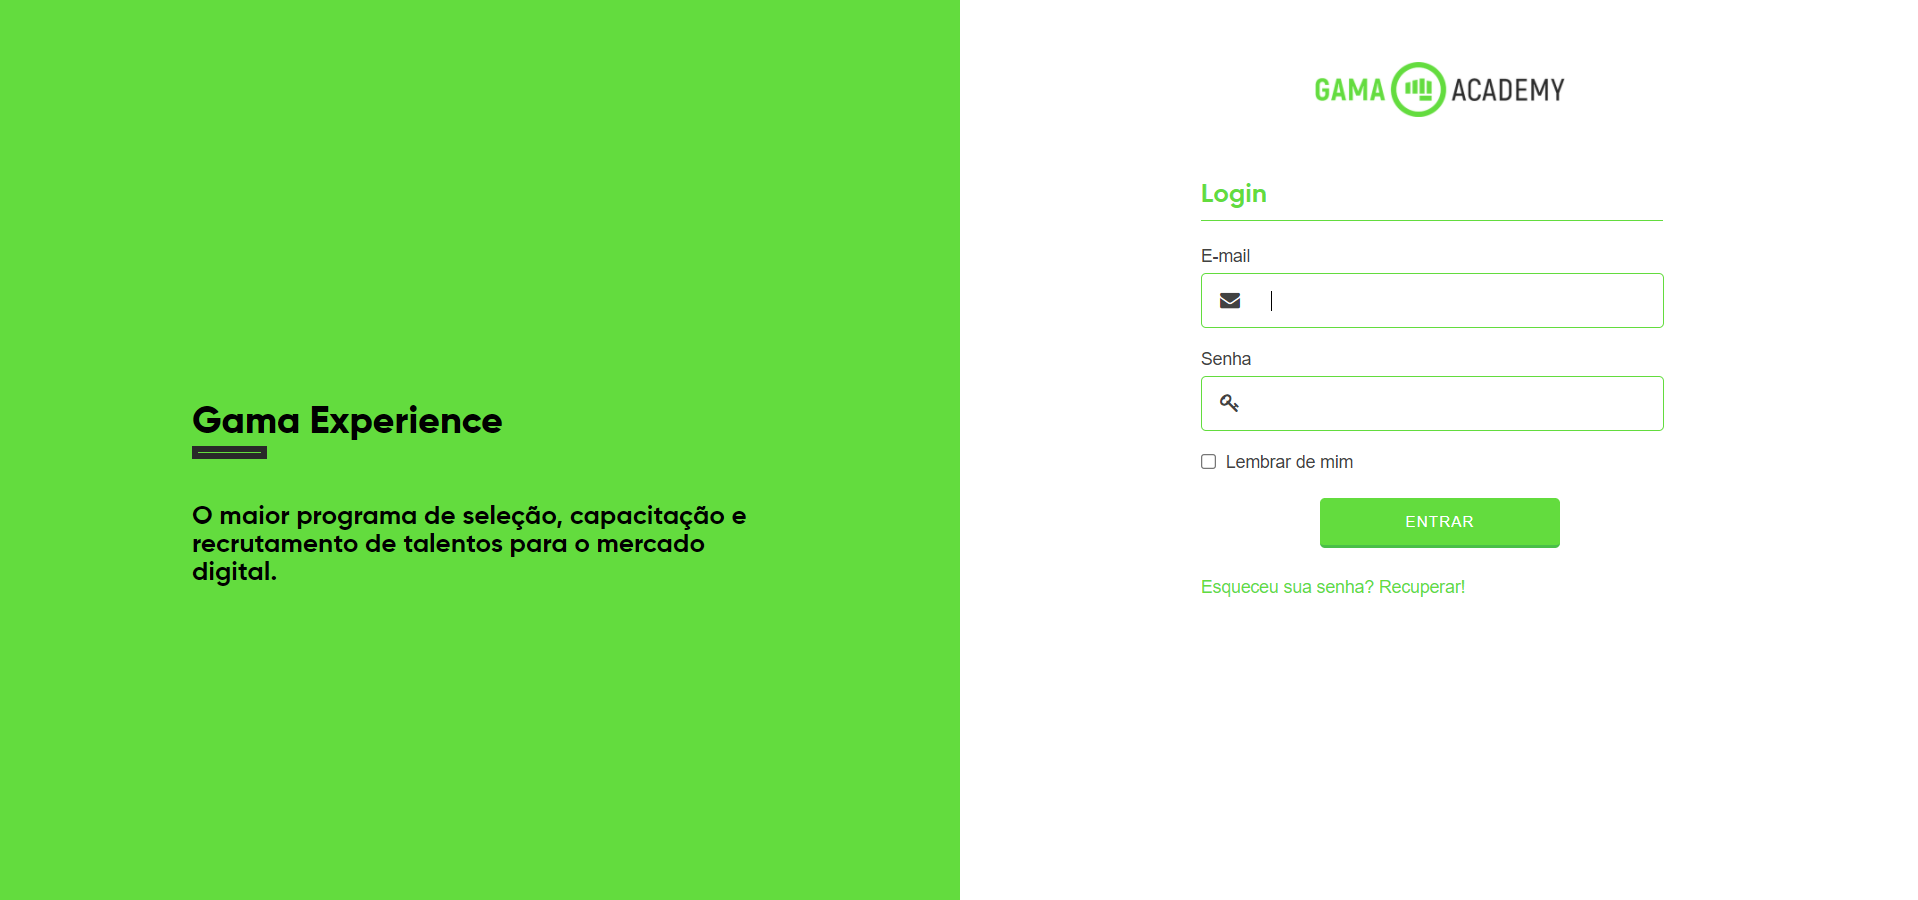 Gama Experience
O maior programa de seleção, capacitação e
recrutamento de talentos para o mercado
digital.
GAMA ACADEMY
Login
E-mail
Senha
Lembrar de mim
ENTRAR
Esqueceu sua senha? Recuperar!